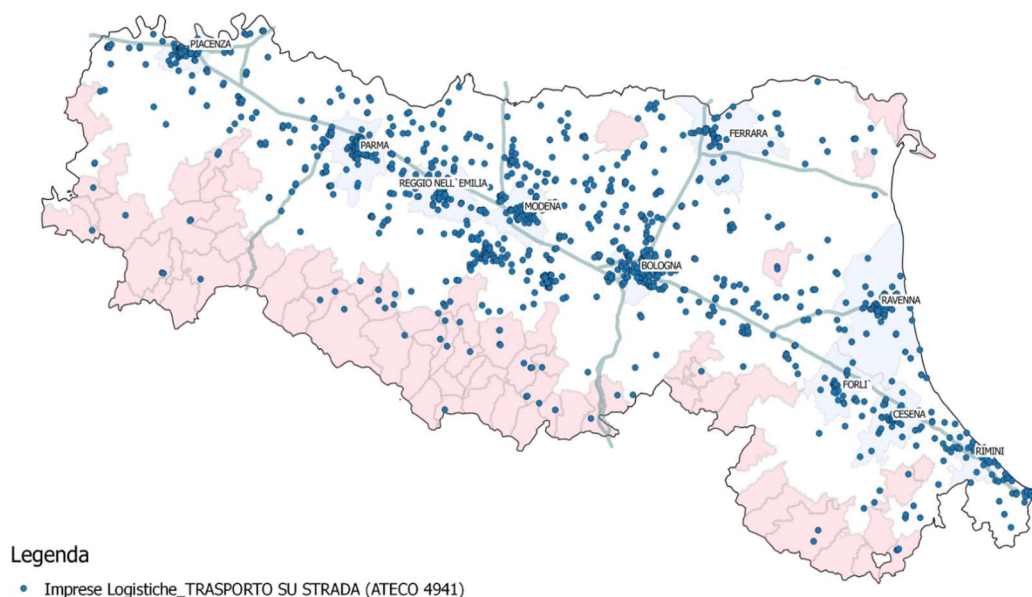 PIACENZA
PARMA
REGGIO NELL`EMILIA
MODENA
FERRARA
BOLOGNA
RAVENNA
FORLI`
CESENA
RIMINI
Legenda
Imprese Logistiche_TRASPORTO SU STRADA (ATECO 4941)